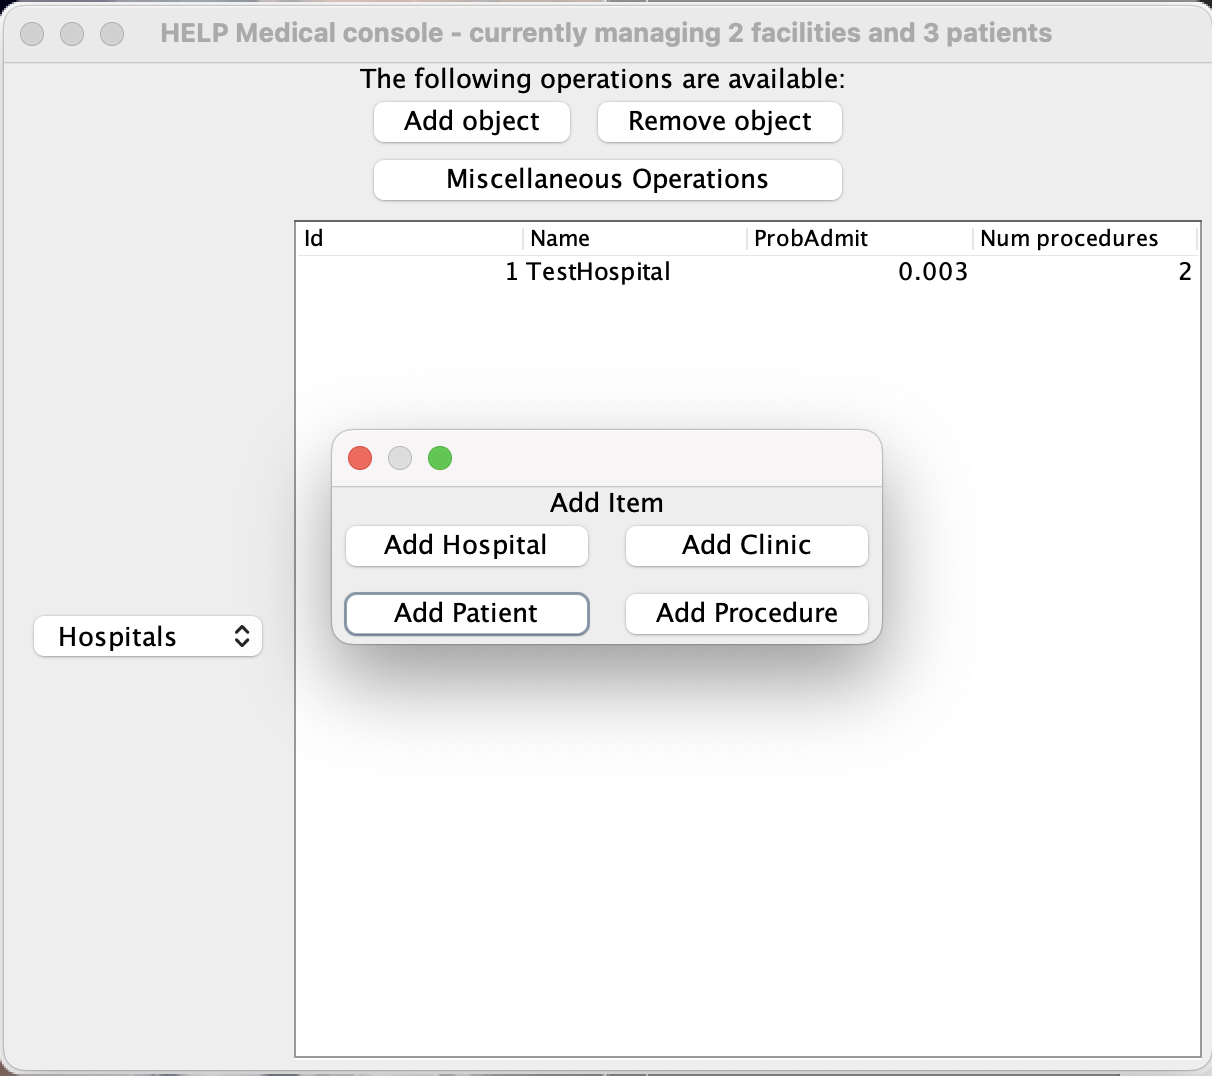 HELP Medical console - currently managing 2 facilities and 3 patients
The following operations are available:
Add object Remove object
Miscellaneous Operations
Id Name ProbAdmit Num procedures
1 TestHospital 0.003 2
Add Item
Add Hospital Add Clinic
Add Patient Add Procedure
Hospitals